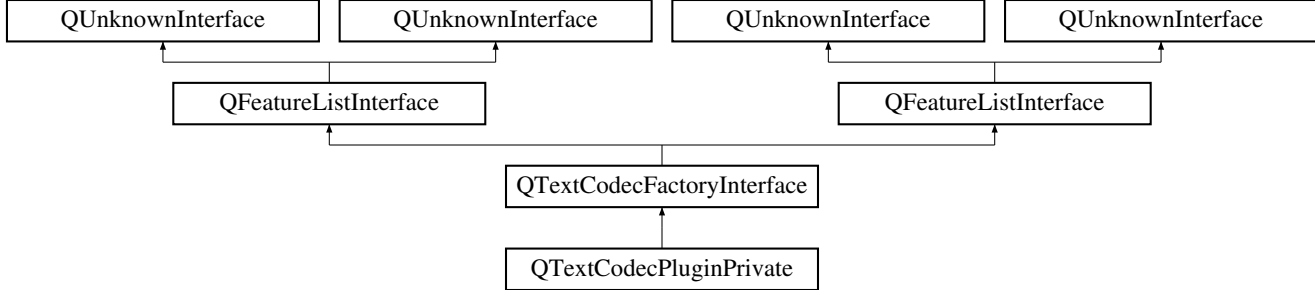 QUnknownInterface QUnknownInterface QUnknownInterface QUnknownInterface
QFeatureListInterface QFeatureListInterface
QTextCodecFactoryInterface
QTextCodecPluginPrivate